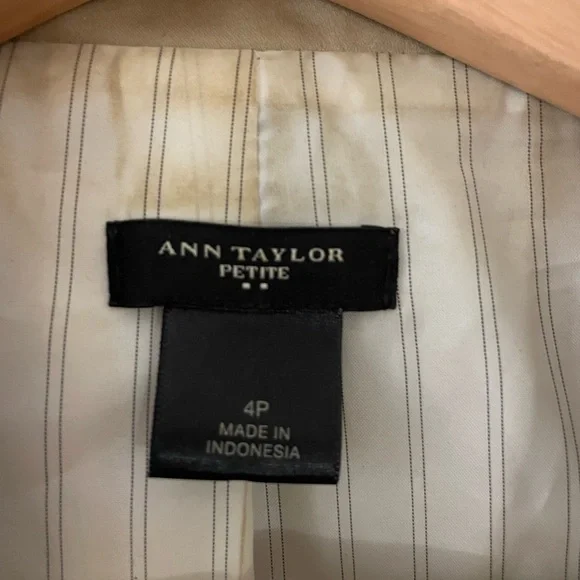 ANN TAYLOR
PETITE
4P
MADE IN
INDONESIA